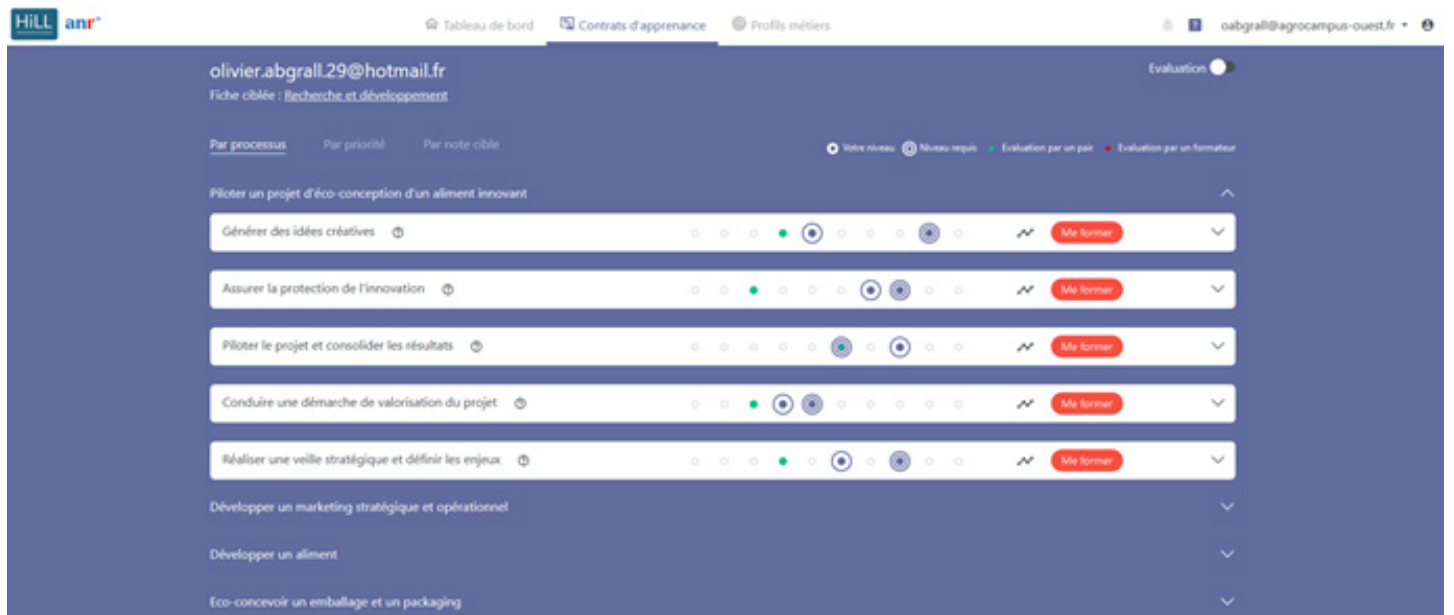 HiLL anr
Tableau de bord Contrats d'apprenance Profils métiers oabgrall@agrocampus-ouest.fr
olivier.abgrall.29@hotmail.fr Evaluation
Fiche ciblée : Recherche et développement
Par processus Par priorité Par note cible
Votre niveau Niveau requis Evaluation par un pair Evaluation par un formateur
Piloter un projet d'éco-conception d'un aliment innovant
Générer des idées créatives Me former
Assurer la protection de l'innovation Me former
Piloter le projet et consolider les résultats Me former
Conduire une démarche de valorisation du projet Me former
Réaliser une veille stratégique et définir les enjeux Me former
Développer un marketing stratégique et opérationnel
Développer un aliment
Eco-concevoir un emballage et un packaging